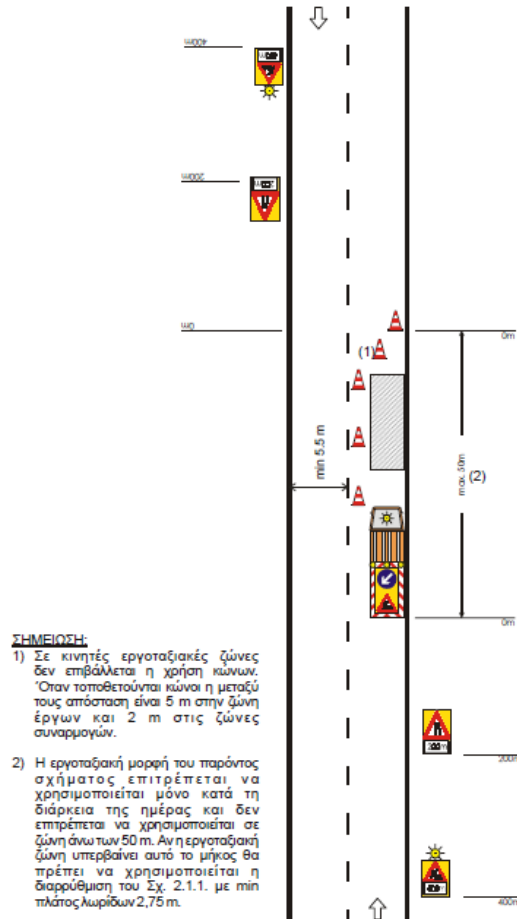 400m
200m
0m
0m
(1)
min 5.5 m
max. 50m
(2)
0m
200m
400m
ΣΗΜΕΙΩΣΗ:
1) Σε κινητές εργοταξιακές ζώνες
δεν επιβάλλεται η χρήση κώνων.
Όταν τοποθετούνται κώνοι η μεταξύ
τους απόσταση είναι 5 m στην ζώνη
έργων και 2 m στις ζώνες
συναρμογών.
2) Η εργοταξιακή μορφή του παρόντος
σχήματος επιτρέπεται να
χρησιμοποιείται μόνο κατά τη
διάρκεια της ημέρας και δεν
επιτρέπεται να χρησιμοποιείται σε
ζώνη άνω των 50 m. Αν η εργοταξιακή
ζώνη υπερβαίνει αυτό το μήκος θα
πρέπει να χρησιμοποιείται η
διαρρύθμιση του Σχ. 2.1.1. με min
πλάτος λωρίδων 2,75 m.